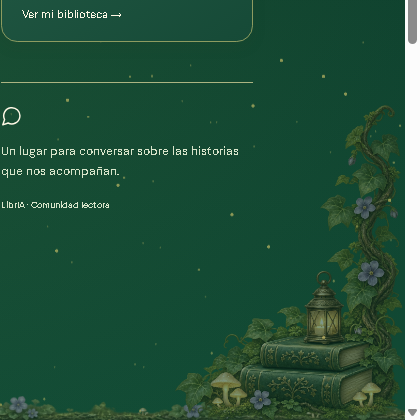 Ver mi biblioteca →
Un lugar para conversar sobre las historias
que nos acompañan.
LibrIA · Comunidad lectora